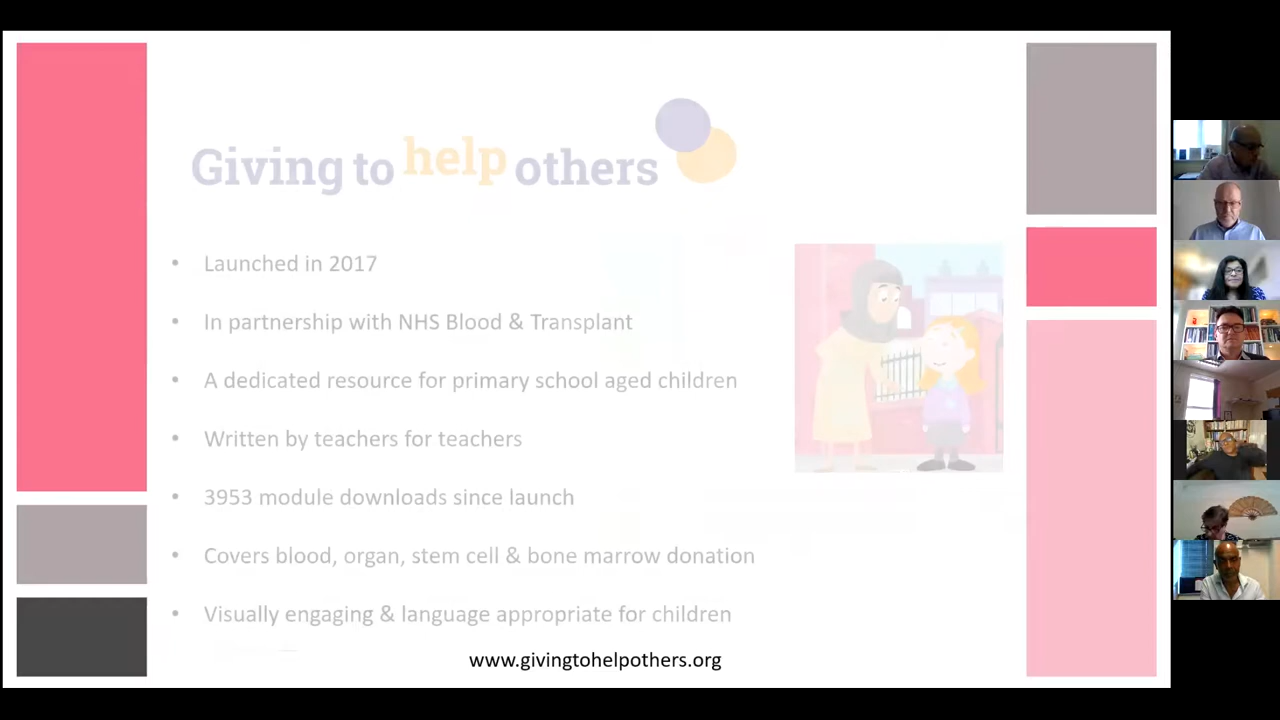 Giving to help others
• Launched in 2017
• In partnership with NHS Blood & Transplant
• A dedicated resource for primary school aged children
• Written by teachers for teachers
• 3953 module downloads since launch
• Covers blood, organ, stem cell & bone marrow donation
• Visually engaging & language appropriate for children
www.givingtohelpothers.org